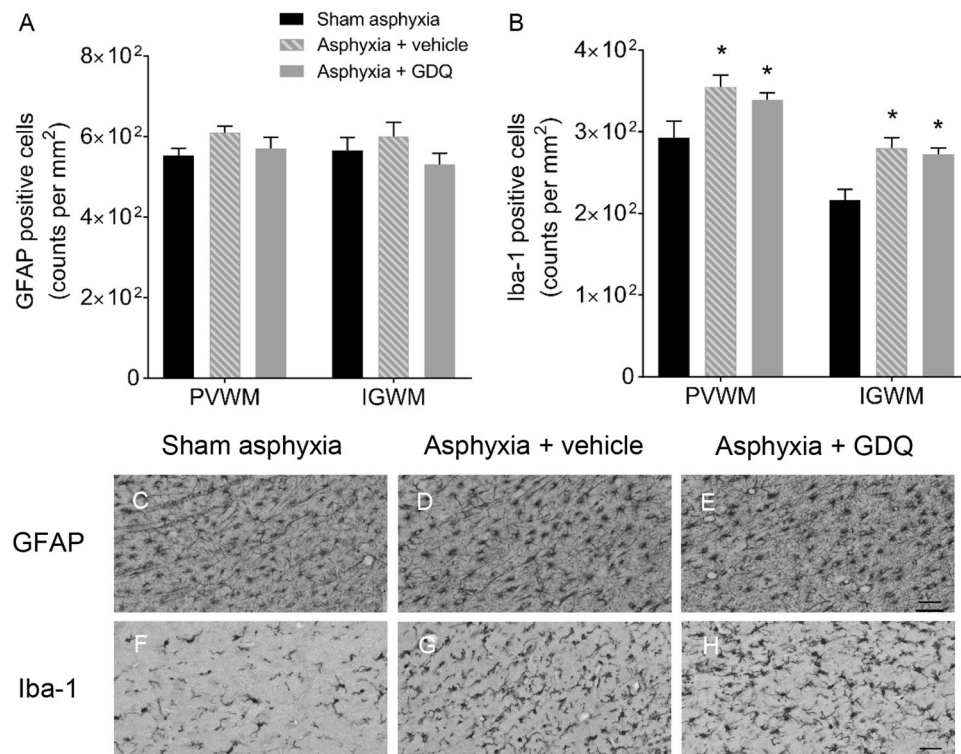 A
Sham asphyxia
Asphyxia + vehicle
Asphyxia + GDQ
8×10²
6×10²
4×10²
2×10²
0
GFAP positive cells
(counts per mm²)
PVWM IGWM
B
4×10²
3×10²
2×10²
1×10²
0
Iba-1 positive cells
(counts per mm²)
* * * *
PVWM IGWM
Sham asphyxia Asphyxia + vehicle Asphyxia + GDQ
GFAP
C D E
Iba-1
F G H